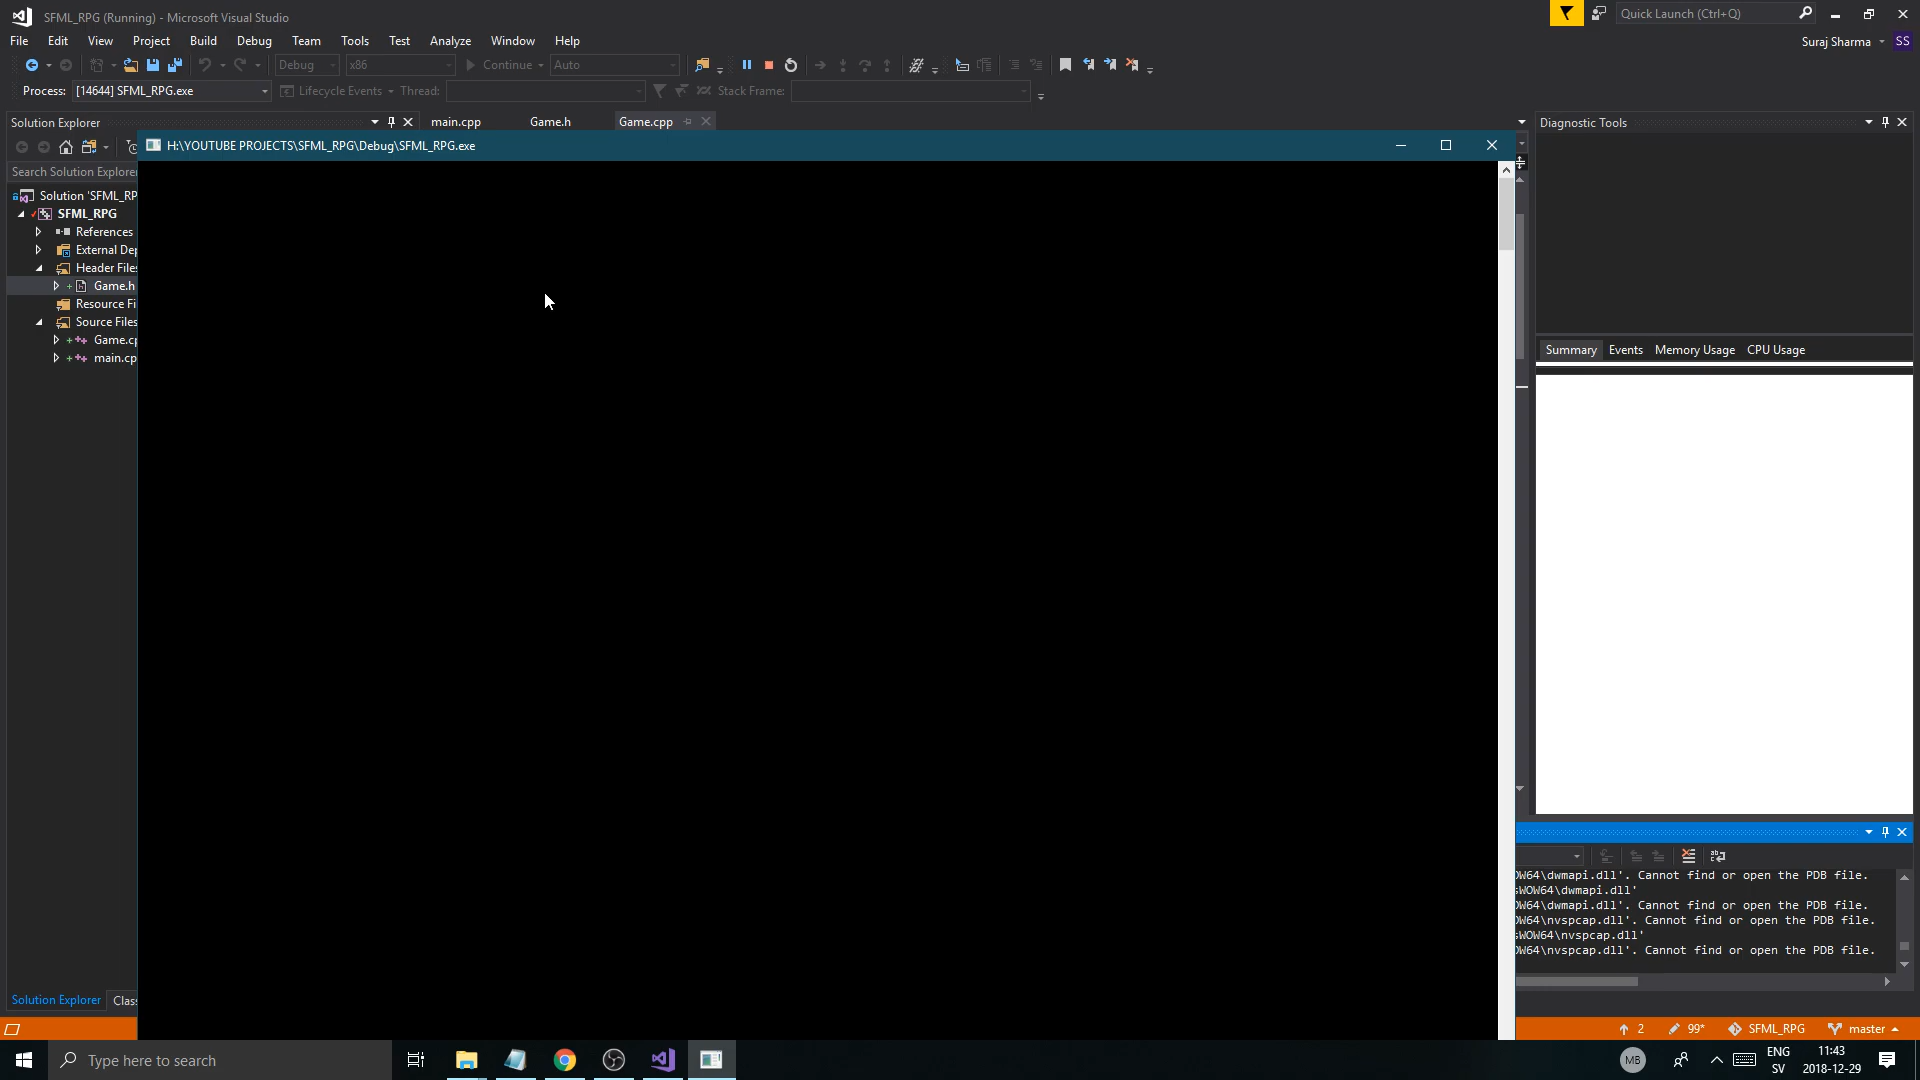 SFML_RPG (Running) - Microsoft Visual Studio
Quick Launch (Ctrl+Q)
File Edit View Project Build Debug Team Tools Test Analyze Window Help
Suraj Sharma SS
Debug x86 Continue Auto
Process: [14644] SFML_RPG.exe Lifecycle Events Thread: Stack Frame:
Solution Explorer
main.cpp Game.h Game.cpp
Diagnostic Tools
H:\YOUTUBE PROJECTS\SFML_RPG\Debug\SFML_RPG.exe
Search Solution Explorer
Solution 'SFML_RP
SFML_RPG
References
External De
Header Files
Game.h
Resource Fi
Source Files
Game.cp
main.cp
Summary Events Memory Usage CPU Usage
OW64\dwmapi.dll'. Cannot find or open the PDB file.
sWOW64\dwmapi.dll'
OW64\dwmapi.dll'. Cannot find or open the PDB file.
OW64\nvspcap.dll'. Cannot find or open the PDB file.
sWOW64\nvspcap.dll'
OW64\nvspcap.dll'. Cannot find or open the PDB file.
Solution Explorer Clas
2 99* SFML_RPG master
Type here to search
MB
ENG
SV
11:43
2018-12-29